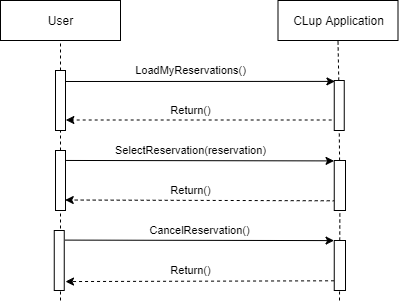 User
CLup Application
LoadMyReservations()
Return()
SelectReservation(reservation)
Return()
CancelReservation()
Return()